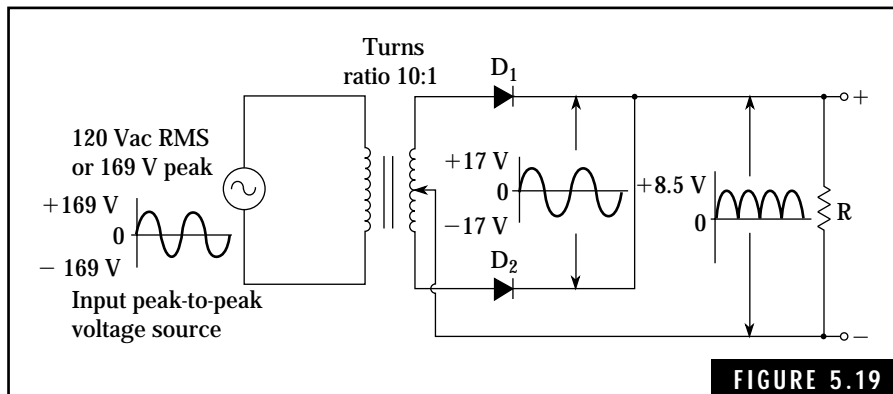 Turns
ratio 10:1
D1
120 Vac RMS
or 169 V peak
+169 V
0
− 169 V
Input peak-to-peak
voltage source
+17 V
0
−17 V
D2
+8.5 V
0
+
R
−
FIGURE 5.19